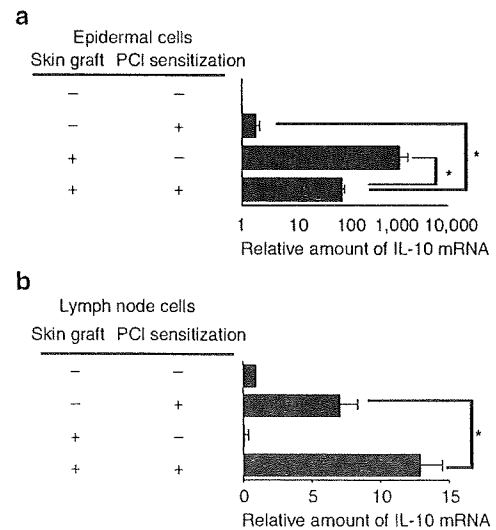 a
Epidermal cells
Skin graft PCI sensitization
− −
− +
+ −
+ +
*
*
1 10 100 1,000 10,000
Relative amount of IL-10 mRNA
b
Lymph node cells
Skin graft PCI sensitization
− −
− +
+ −
+ +
*
0 5 10 15
Relative amount of IL-10 mRNA